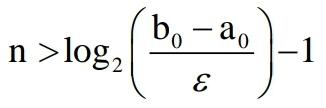 n > log₂ ( (b₀ − a₀) / ε ) − 1